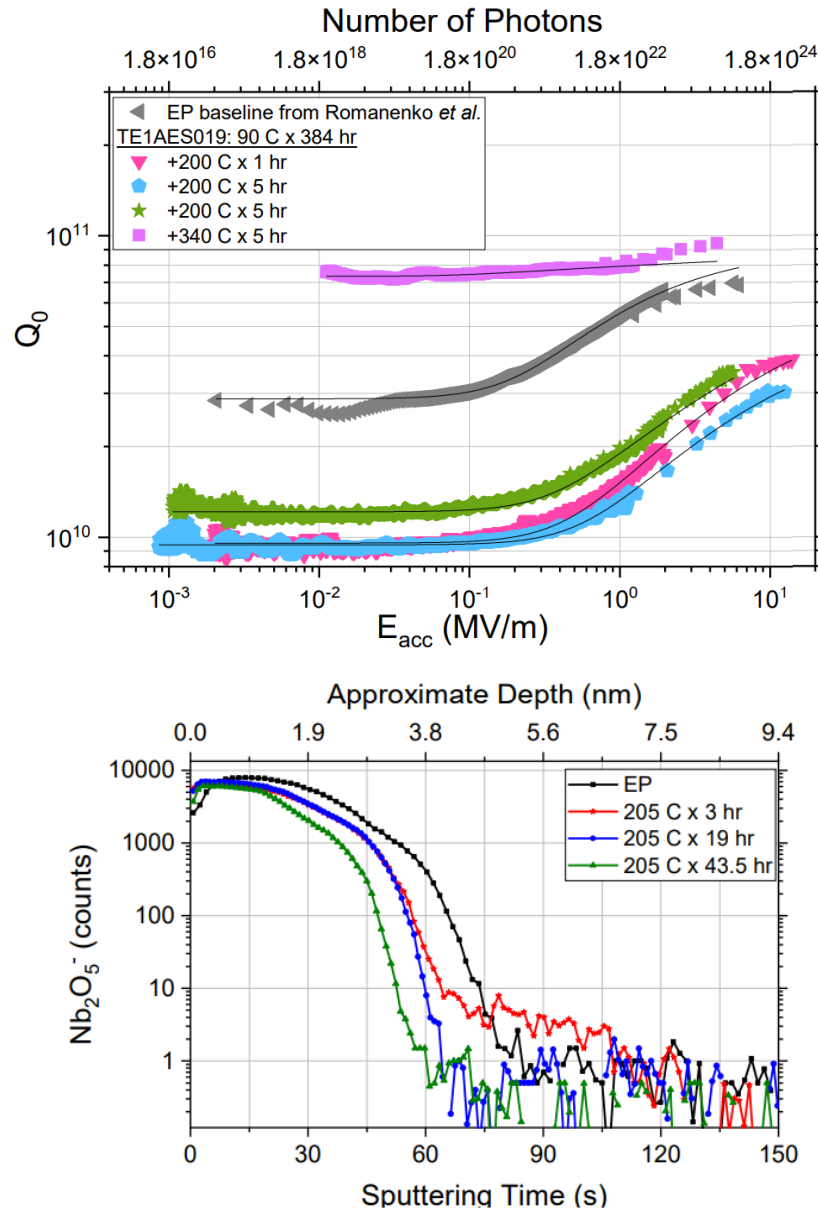 Number of Photons
1.8×10^16 1.8×10^18 1.8×10^20 1.8×10^22 1.8×10^24
EP baseline from Romanenko et al.
TE1AES019: 90 C x 384 hr
+200 C x 1 hr
+200 C x 5 hr
+200 C x 5 hr
+340 C x 5 hr
10^11
10^10
Q_0
10^-3 10^-2 10^-1 10^0 10^1
E_acc (MV/m)
Approximate Depth (nm)
0.0 1.9 3.8 5.6 7.5 9.4
EP
205 C x 3 hr
205 C x 19 hr
205 C x 43.5 hr
10000
1000
100
10
1
Nb_2O_5^- (counts)
0 30 60 90 120 150
Sputtering Time (s)